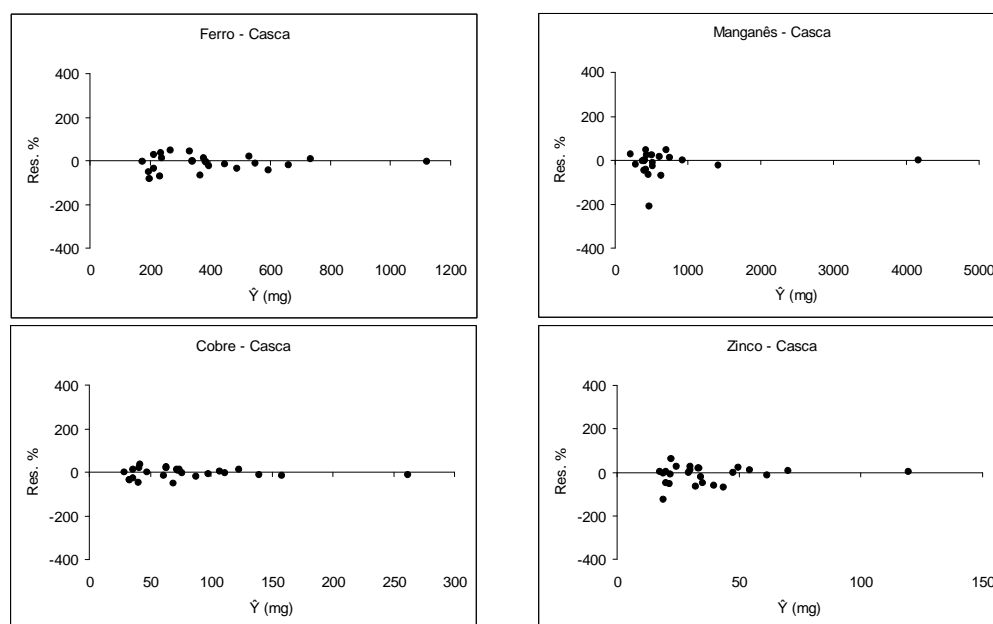 Ferro - Casca
400
200
0
-200
-400
Res. %
0 200 400 600 800 1000 1200
Ŷ (mg)
Manganês - Casca
400
200
0
-200
-400
Res. %
0 1000 2000 3000 4000 5000
Ŷ (mg)
Cobre - Casca
400
200
0
-200
-400
Res. %
0 50 100 150 200 250 300
Ŷ (mg)
Zinco - Casca
400
200
0
-200
-400
Res. %
0 50 100 150
Ŷ (mg)